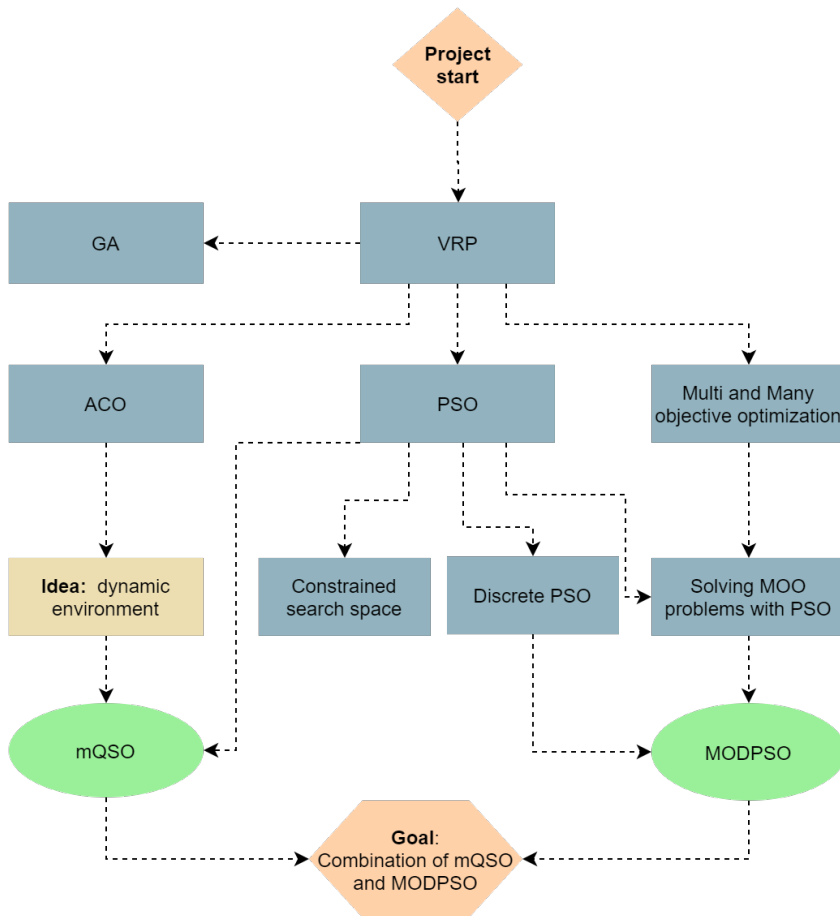 Project
start
GA
VRP
ACO
PSO
Multi and Many
objective optimization
Idea: dynamic
environment
Constrained
search space
Discrete PSO
Solving MOO
problems with PSO
mQSO
MODPSO
Goal:
Combination of mQSO
and MODPSO